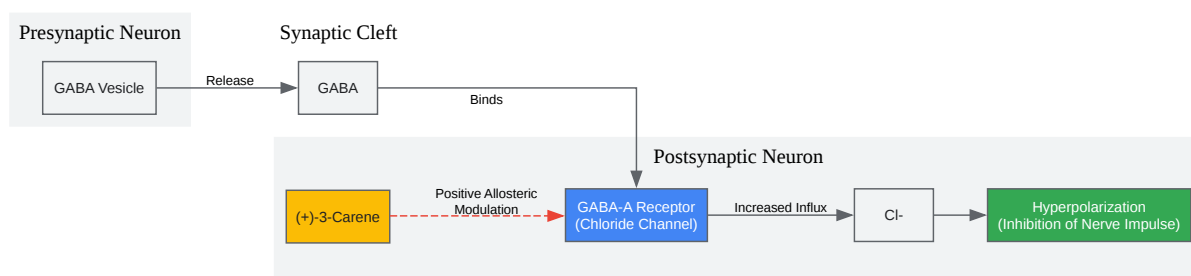 Presynaptic Neuron
Synaptic Cleft
GABA Vesicle
Release
GABA
Binds
Postsynaptic Neuron
(+)-3-Carene
Positive Allosteric
Modulation
GABA-A Receptor
(Chloride Channel)
Increased Influx
Cl-
Hyperpolarization
(Inhibition of Nerve Impulse)